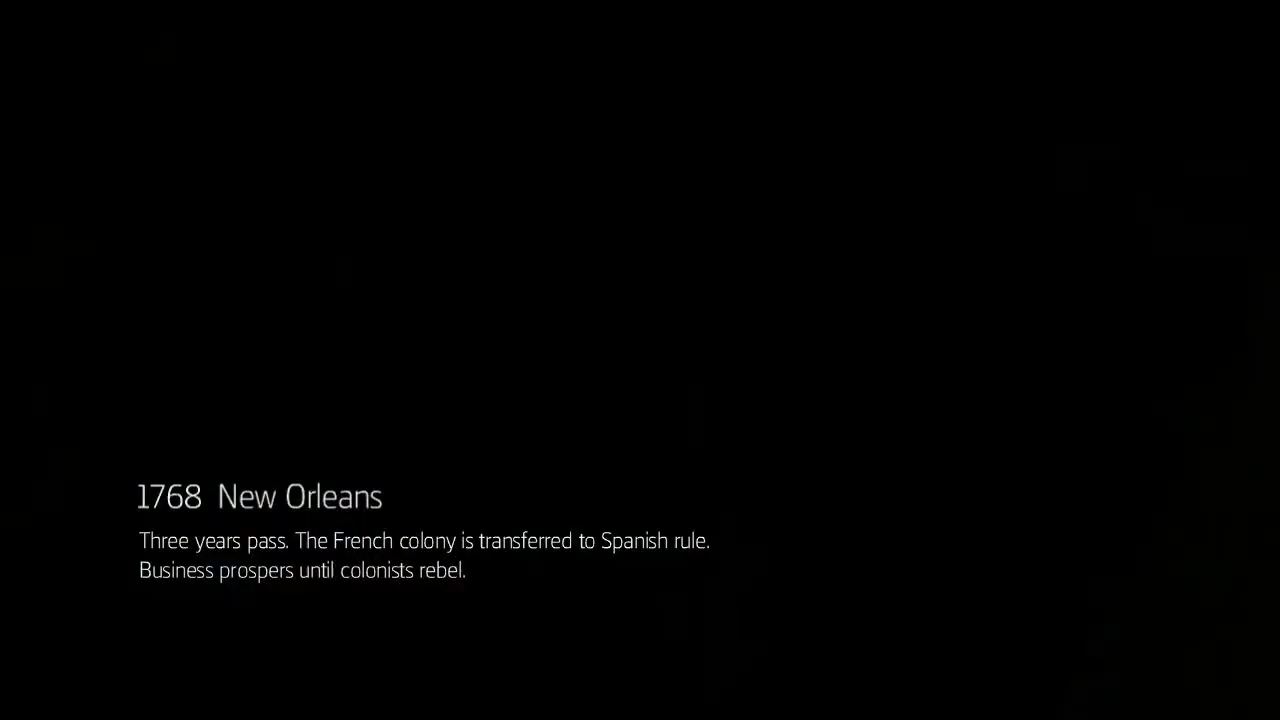 1768 New Orleans
Three years pass. The French colony is transferred to Spanish rule.
Business prospers until colonists rebel.